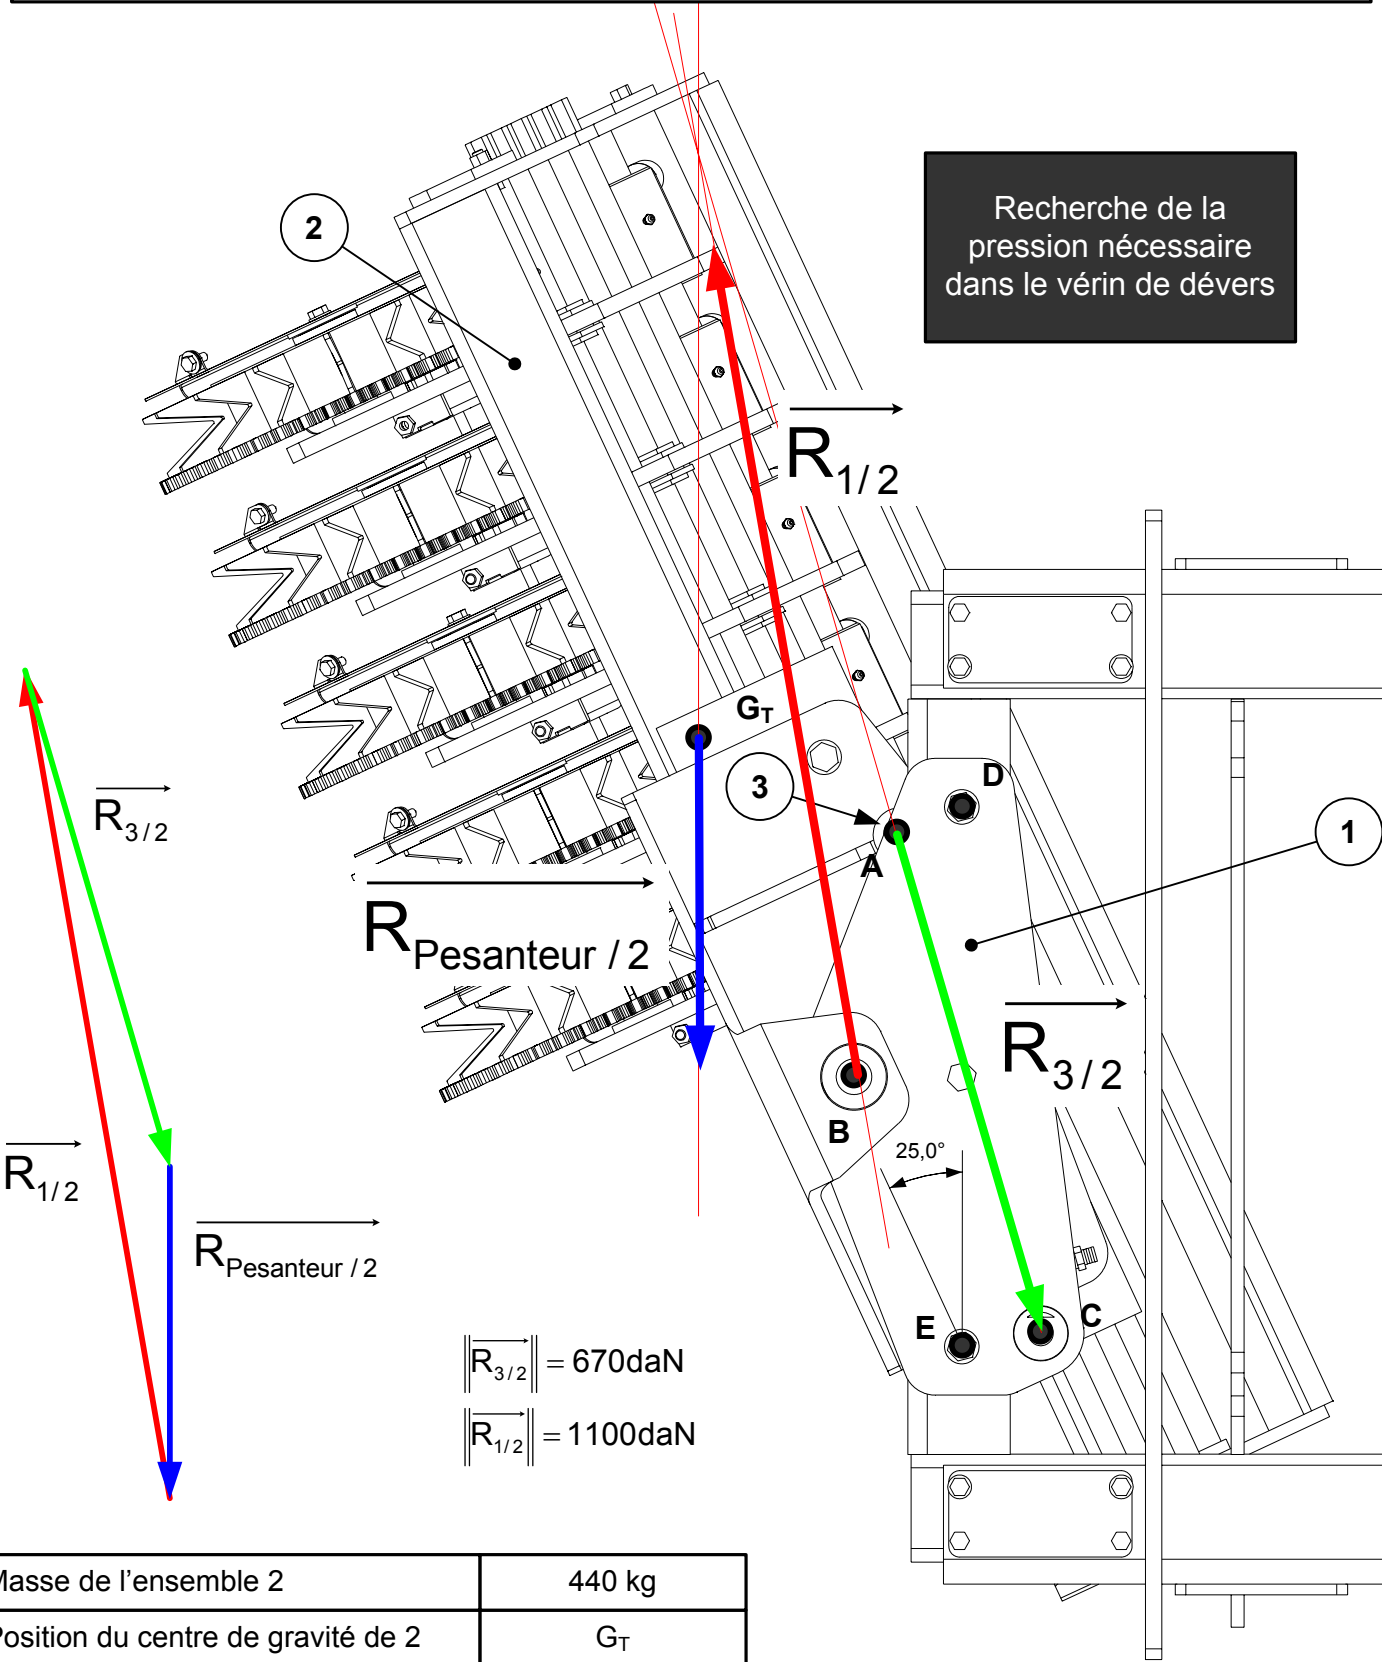 2
Recherche de la
pression nécessaire
dans le vérin de dévers
R1/2
GT
3
D
A
1
R3/2
RPesanteur / 2
R3/2
B
25,0°
R1/2
RPesanteur / 2
E
C
‖R3/2‖ = 670daN
‖R1/2‖ = 1100daN
Masse de l'ensemble 2 440 kg
Position du centre de gravité de 2 GT